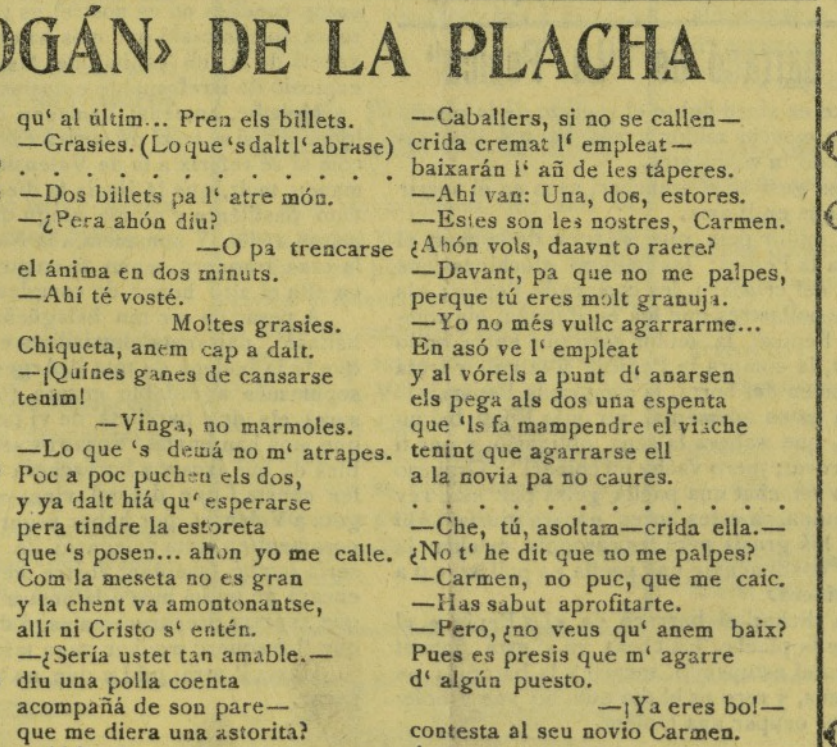 OGÁN» DE LA PLACHA
qu‘ al últim... Pren els billets.
—Grasies. (Lo que ‘s dalt l‘ abrase)
. . . . . . . . . . . . . .
—Dos billets pa l‘ atre món.
—¿Pera ahón diu?
—O pa trencarse
el ánima en dos minuts.
—Ahí té vosté.
Moltes grasies.
Chiqueta, anem cap a dalt.
—¡Quínes ganes de cansarse
tenim!
—Vinga, no marmoles.
—Lo que ‘s demá no m‘ atrapes.
Poc a poc puchen els dos,
y ya dalt hiá qu‘ esperarse
pera tindre la estoreta
que ‘s posen... ahon yo me calle.
Com la meseta no es gran
y la chent va amontonantse,
allí ni Cristo s‘ entén.
—¿Sería ustet tan amable.—
diu una polla coenta
acompañá de son pare—
que me diera una astorita?
—Caballers, si no se callen—
crida cremat l‘ empleat—
baixarán l‘ añ de les táperes.
—Ahí van: Una, dos, estores.
—Estes son les nostres, Carmen.
¿Ahón vols, daavnt o raere?
—Davant, pa que no me palpes,
perque tú eres molt granuja.
—Yo no més vullc agarrarme...
En asó ve l‘ empleat
y al vórels a punt d‘ anarsen
els pega als dos una espenta
que ‘ls fa mampendre el viache
tenint que agarrarse ell
a la novia pa no caures.
. . . . . . . . . . . . . .
—Che, tú, asoltam—crida ella.—
¿No t‘ he dit que no me palpes?
—Carmen, no puc, que me caic.
—Has sabut aprofitarte.
—Pero, ¿no veus qu‘ anem baix?
Pues es presis que m‘ agarre
d‘ algún puesto.
—¡Ya eres bo!—
contesta al seu novio Carmen.